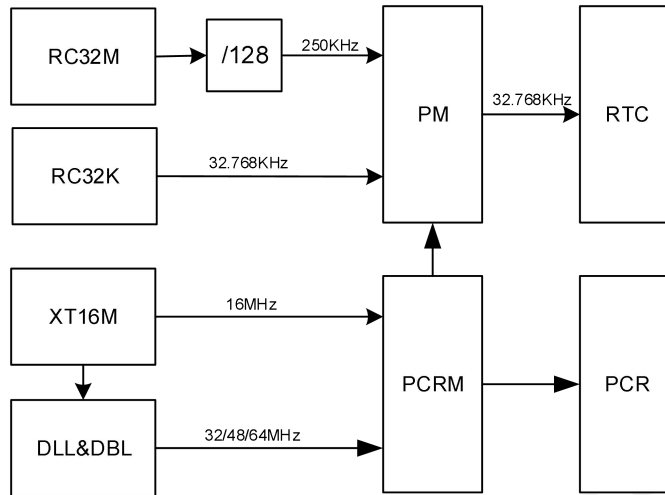 RC32M
/128
250KHz
PM
32.768KHz
RTC
RC32K
32.768KHz
XT16M
16MHz
PCRM
PCR
DLL&DBL
32/48/64MHz